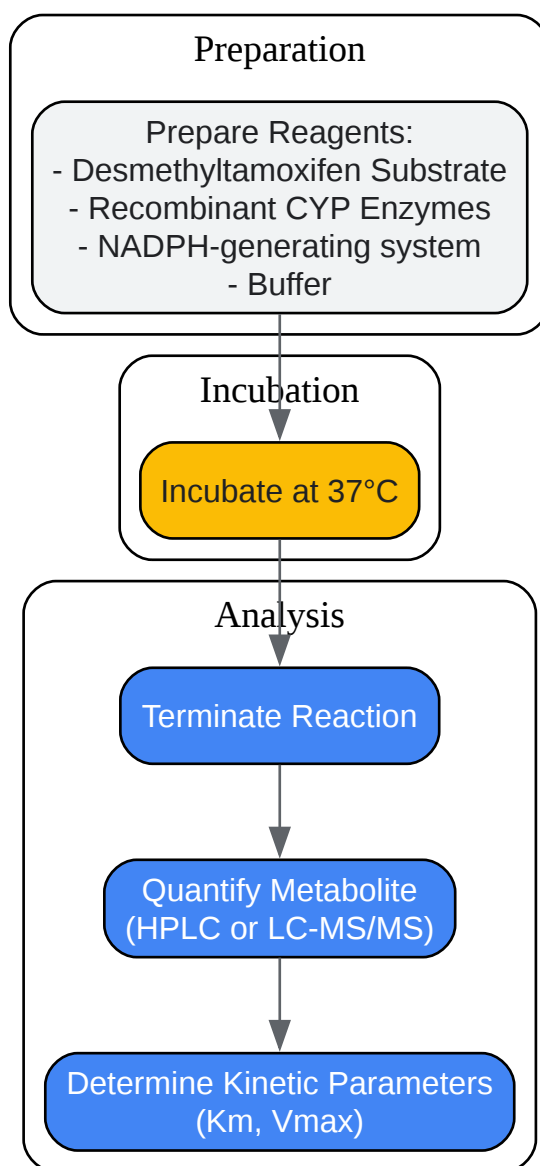 Preparation
Prepare Reagents:
- Desmethyltamoxifen Substrate
- Recombinant CYP Enzymes
- NADPH-generating system
- Buffer
Incubation
Incubate at 37°C
Analysis
Terminate Reaction
Quantify Metabolite
(HPLC or LC-MS/MS)
Determine Kinetic Parameters
(Km, Vmax)